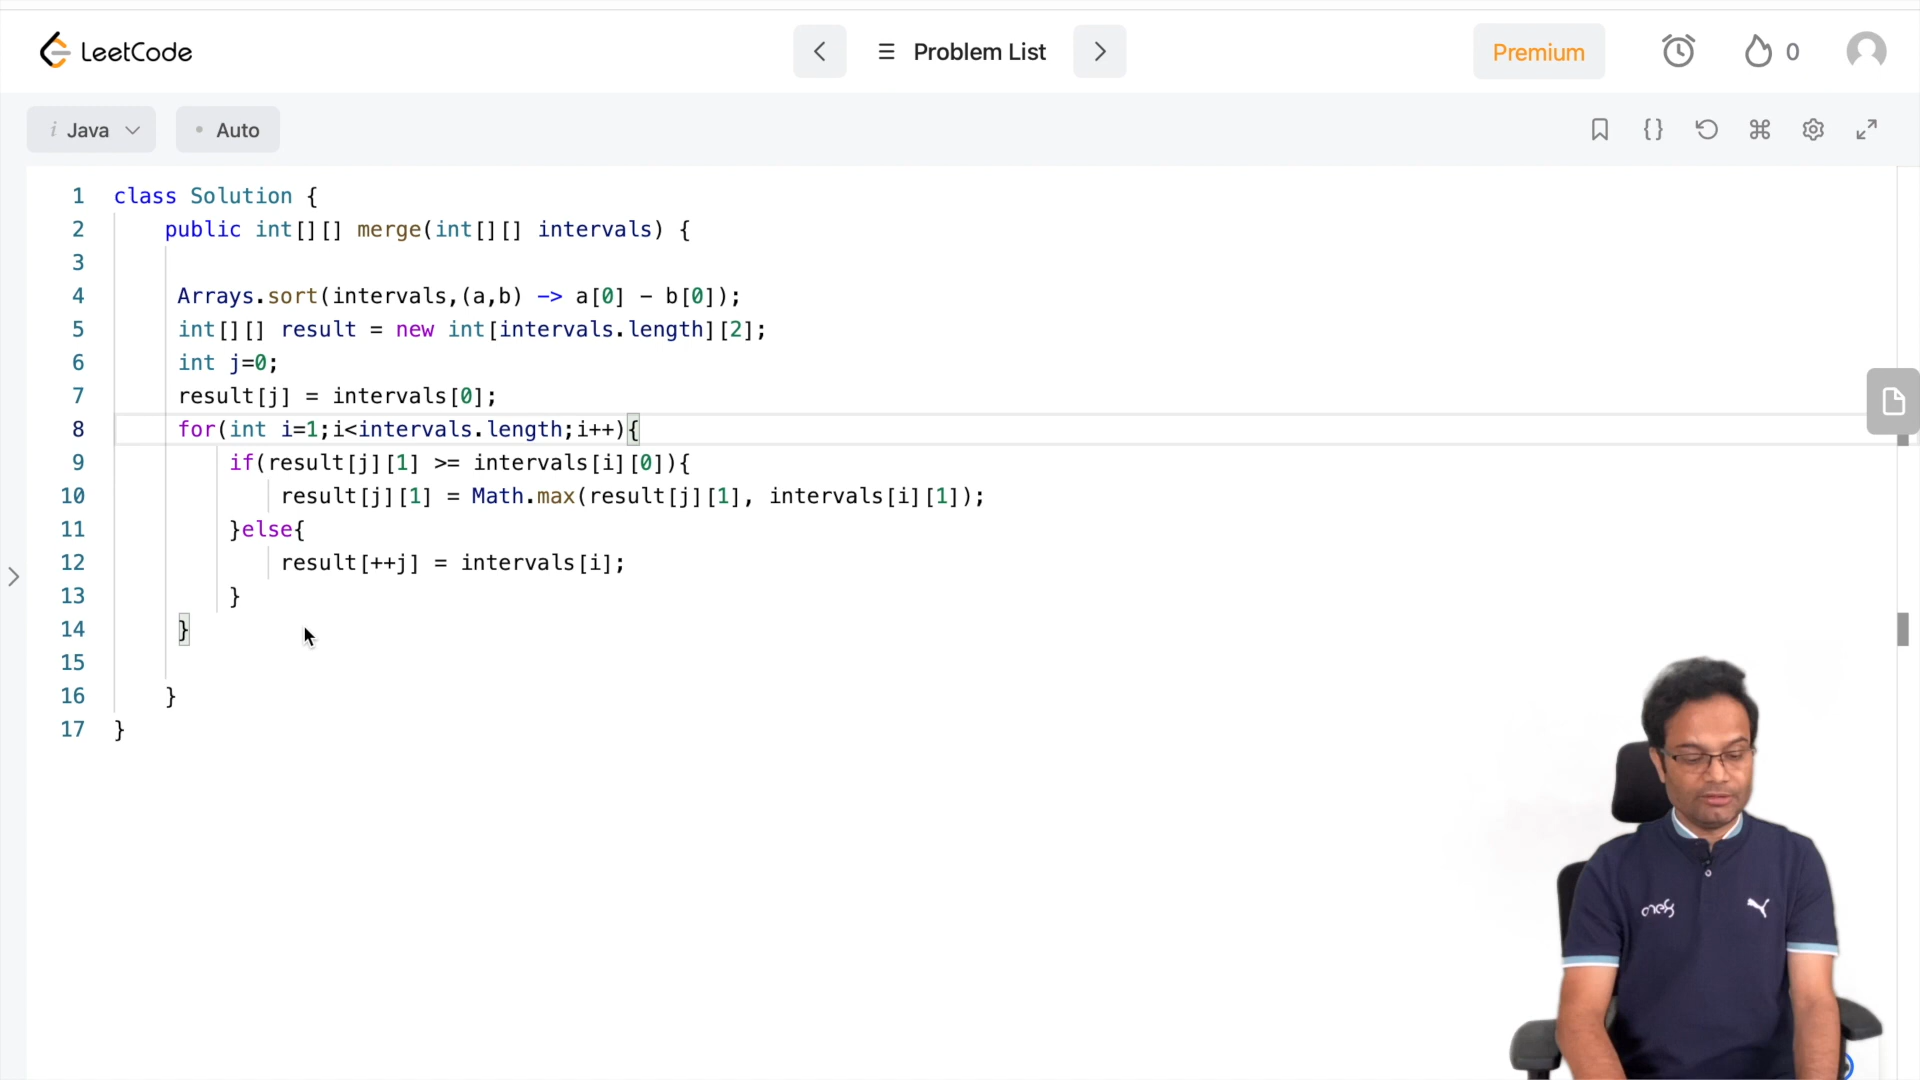 LeetCode
Problem List
Premium
0
i Java
Auto
1 class Solution {
2 public int[][] merge(int[][] intervals) {
3
4 Arrays.sort(intervals,(a,b) -> a[0] - b[0]);
5 int[][] result = new int[intervals.length][2];
6 int j=0;
7 result[j] = intervals[0];
8 for(int i=1;i<intervals.length;i++){
9 if(result[j][1] >= intervals[i][0]){
10 result[j][1] = Math.max(result[j][1], intervals[i][1]);
11 }else{
12 result[++j] = intervals[i];
13 }
14 }
15
16 }
17 }